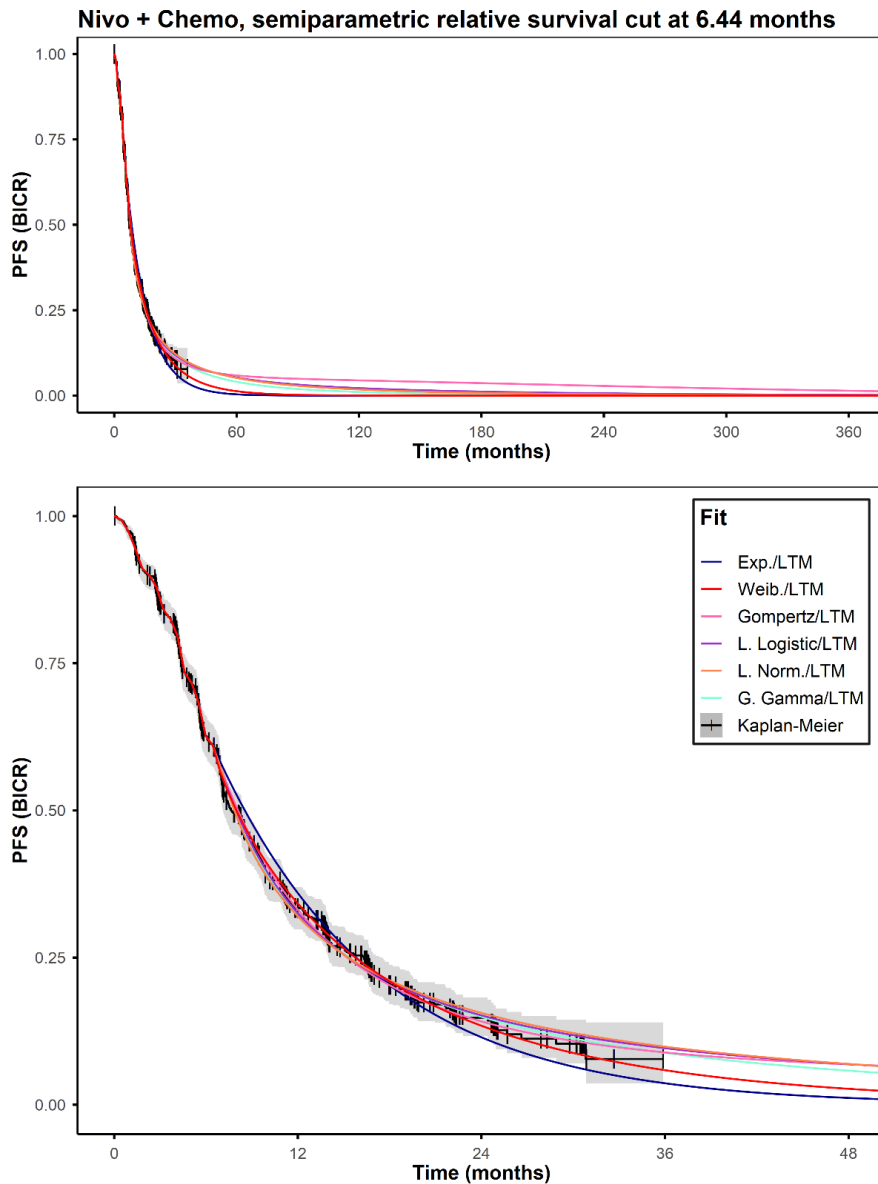 Nivo + Chemo, semiparametric relative survival cut at 6.44 months
1.00
0.75
0.50
0.25
0.00
PFS (BICR)
0 60 120 180 240 300 360
Time (months)
1.00
0.75
0.50
0.25
0.00
PFS (BICR)
Fit
Exp./LTM
Weib./LTM
Gompertz/LTM
L. Logistic/LTM
L. Norm./LTM
G. Gamma/LTM
Kaplan-Meier
0 12 24 36 48
Time (months)